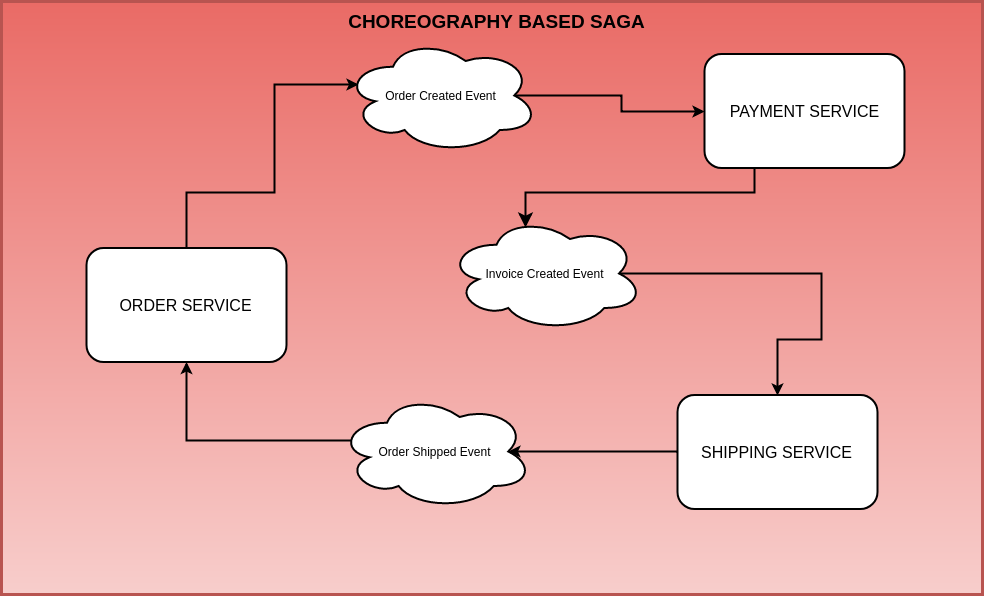 CHOREOGRAPHY BASED SAGA
Order Created Event
PAYMENT SERVICE
Invoice Created Event
ORDER SERVICE
Order Shipped Event
SHIPPING SERVICE